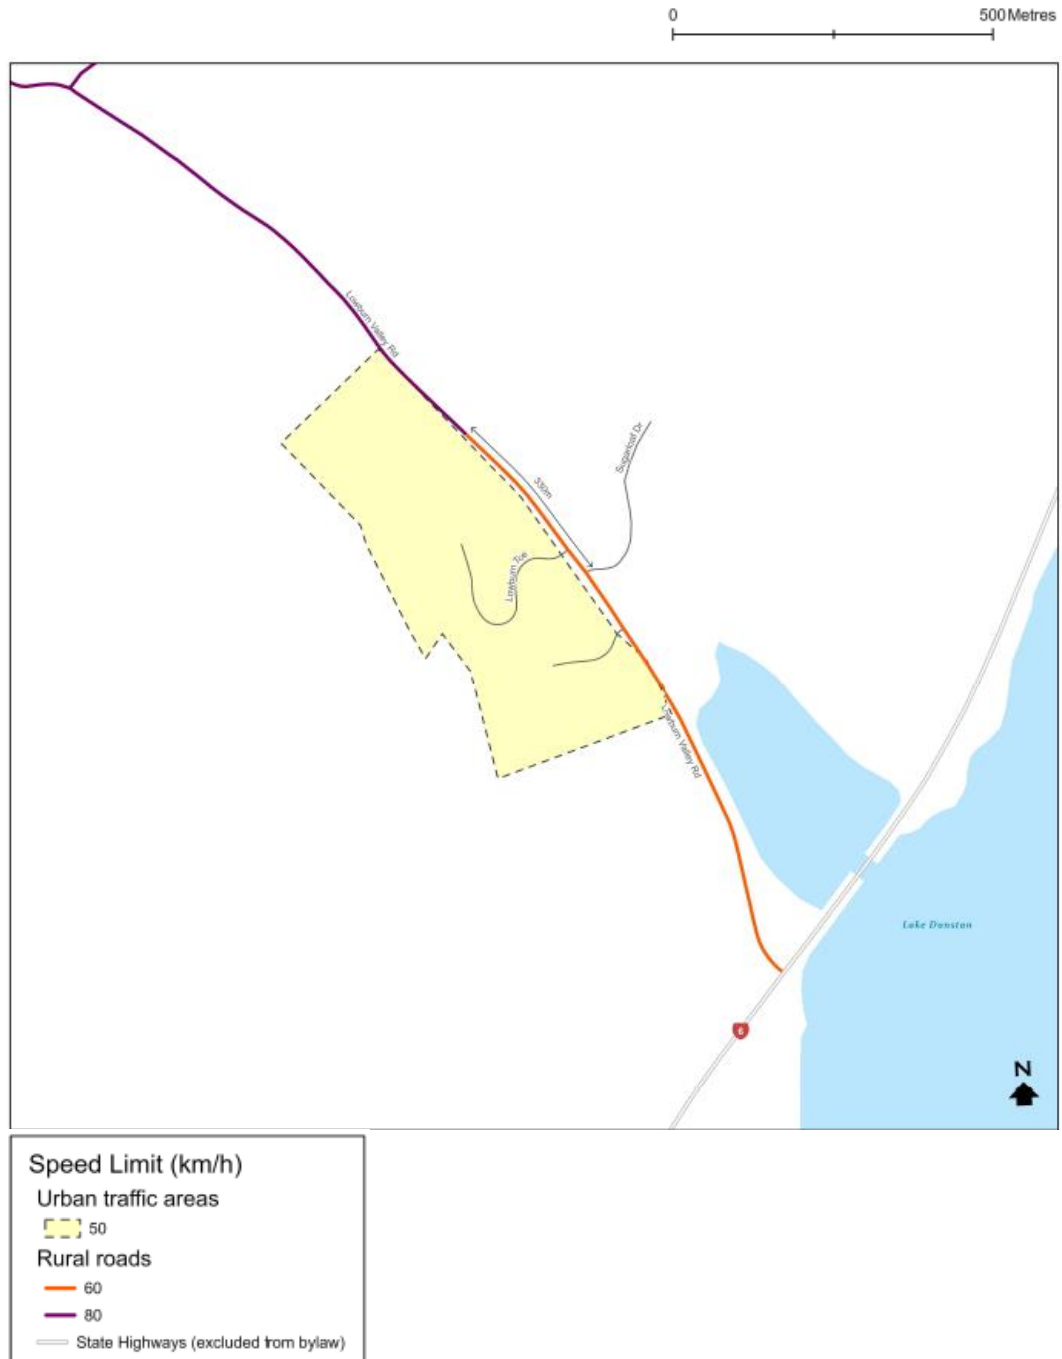 0 500 Metres
Lowburn Valley Rd
330m
Sugarloaf Dr
Lowburn Tce
Lowburn Valley Rd
Lake Dunstan
6
N
Speed Limit (km/h)
Urban traffic areas
50
Rural roads
60
80
State Highways (excluded from bylaw)